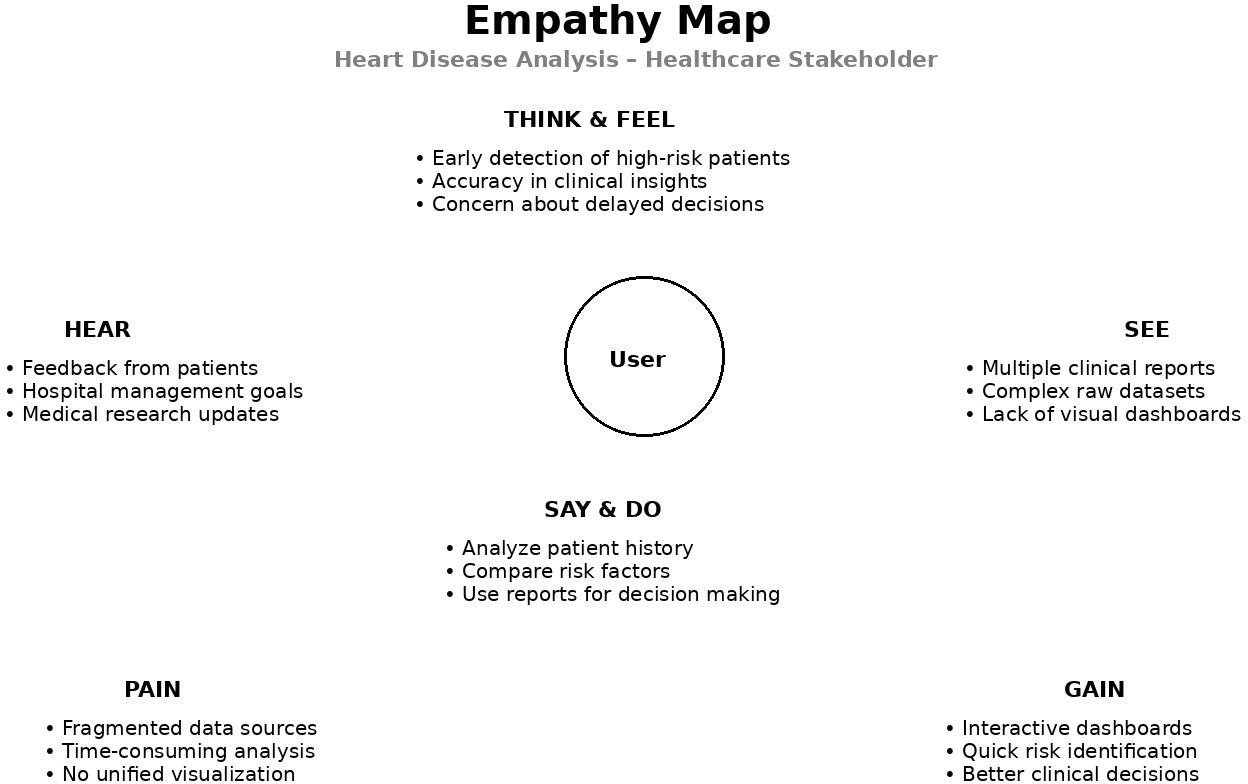 Empathy Map
Heart Disease Analysis – Healthcare Stakeholder
THINK & FEEL
• Early detection of high-risk patients
• Accuracy in clinical insights
• Concern about delayed decisions
HEAR
• Feedback from patients
• Hospital management goals
• Medical research updates
User
SEE
• Multiple clinical reports
• Complex raw datasets
• Lack of visual dashboards
SAY & DO
• Analyze patient history
• Compare risk factors
• Use reports for decision making
PAIN
• Fragmented data sources
• Time-consuming analysis
• No unified visualization
GAIN
• Interactive dashboards
• Quick risk identification
• Better clinical decisions